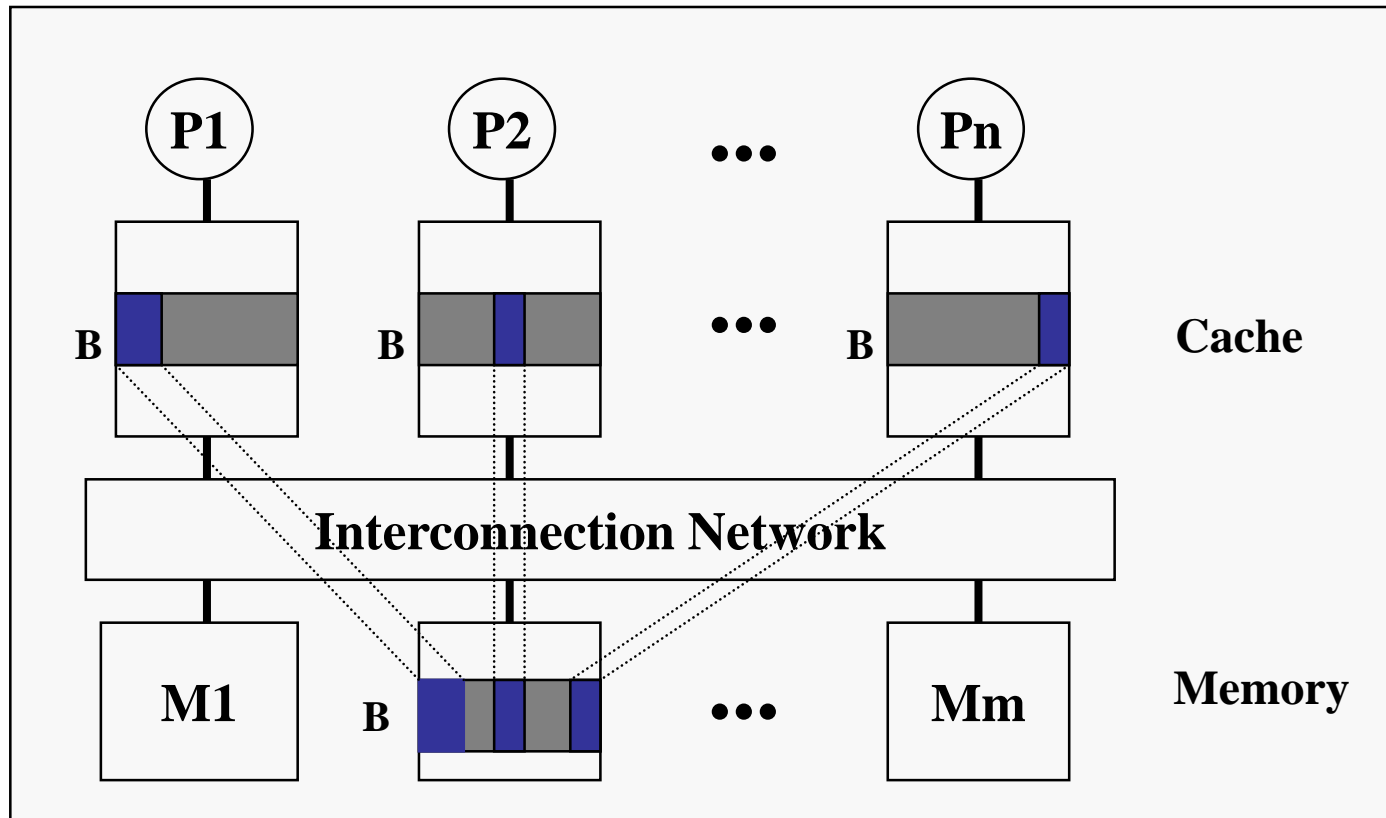 P1 P2 ••• Pn
B B ••• B Cache
Interconnection Network
M1 B ••• Mm Memory